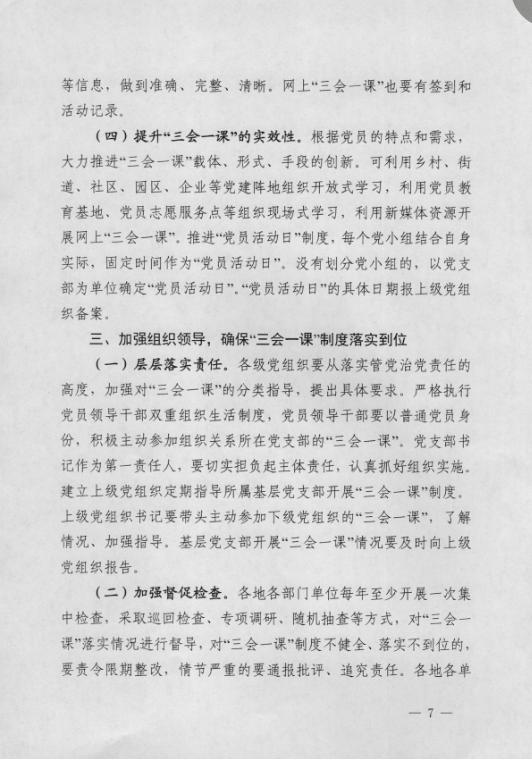 等信息，做到准确、完整、清晰。网上“三会一课”也要有签到和
活动记录。
（四）提升“三会一课”的实效性。根据党员的特点和需求，
大力推进“三会一课”载体、形式、手段的创新。可利用乡村、街
道、社区、园区、企业等党建阵地组织开放式学习，利用党员教
育基地、党员志愿服务点等组织现场式学习，利用新媒体资源开
展网上“三会一课”。推进“党员活动日”制度，每个党小组结合自身
实际，固定时间作为“党员活动日”。没有划分党小组的，以党支
部为单位确定“党员活动日”。“党员活动日”的具体日期报上级党组
织备案。
三、加强组织领导，确保“三会一课”制度落实到位
（一）层层落实责任。各级党组织要从落实管党治党责任的
高度，加强对“三会一课”的分类指导，提出具体要求。严格执行
党员领导干部双重组织生活制度，党员领导干部要以普通党员身
份，积极主动参加组织关系所在党支部的“三会一课”。党支部书
记作为第一责任人，要切实担负起主体责任，认真抓好组织实施。
建立上级党组织定期指导所属基层党支部开展“三会一课”制度。
上级党组织书记要带头主动参加下级党组织的“三会一课”，了解
情况、加强指导。基层党支部开展“三会一课”情况要及时向上级
党组织报告。
（二）加强督促检查。各地各部门单位每年至少开展一次集
中检查，采取巡回检查、专项调研、随机抽查等方式，对“三会一
课”落实情况进行督导，对“三会一课”制度不健全、落实不到位的，
要责令限期整改，情节严重的要通报批评、追究责任。各地各单
— 7 —